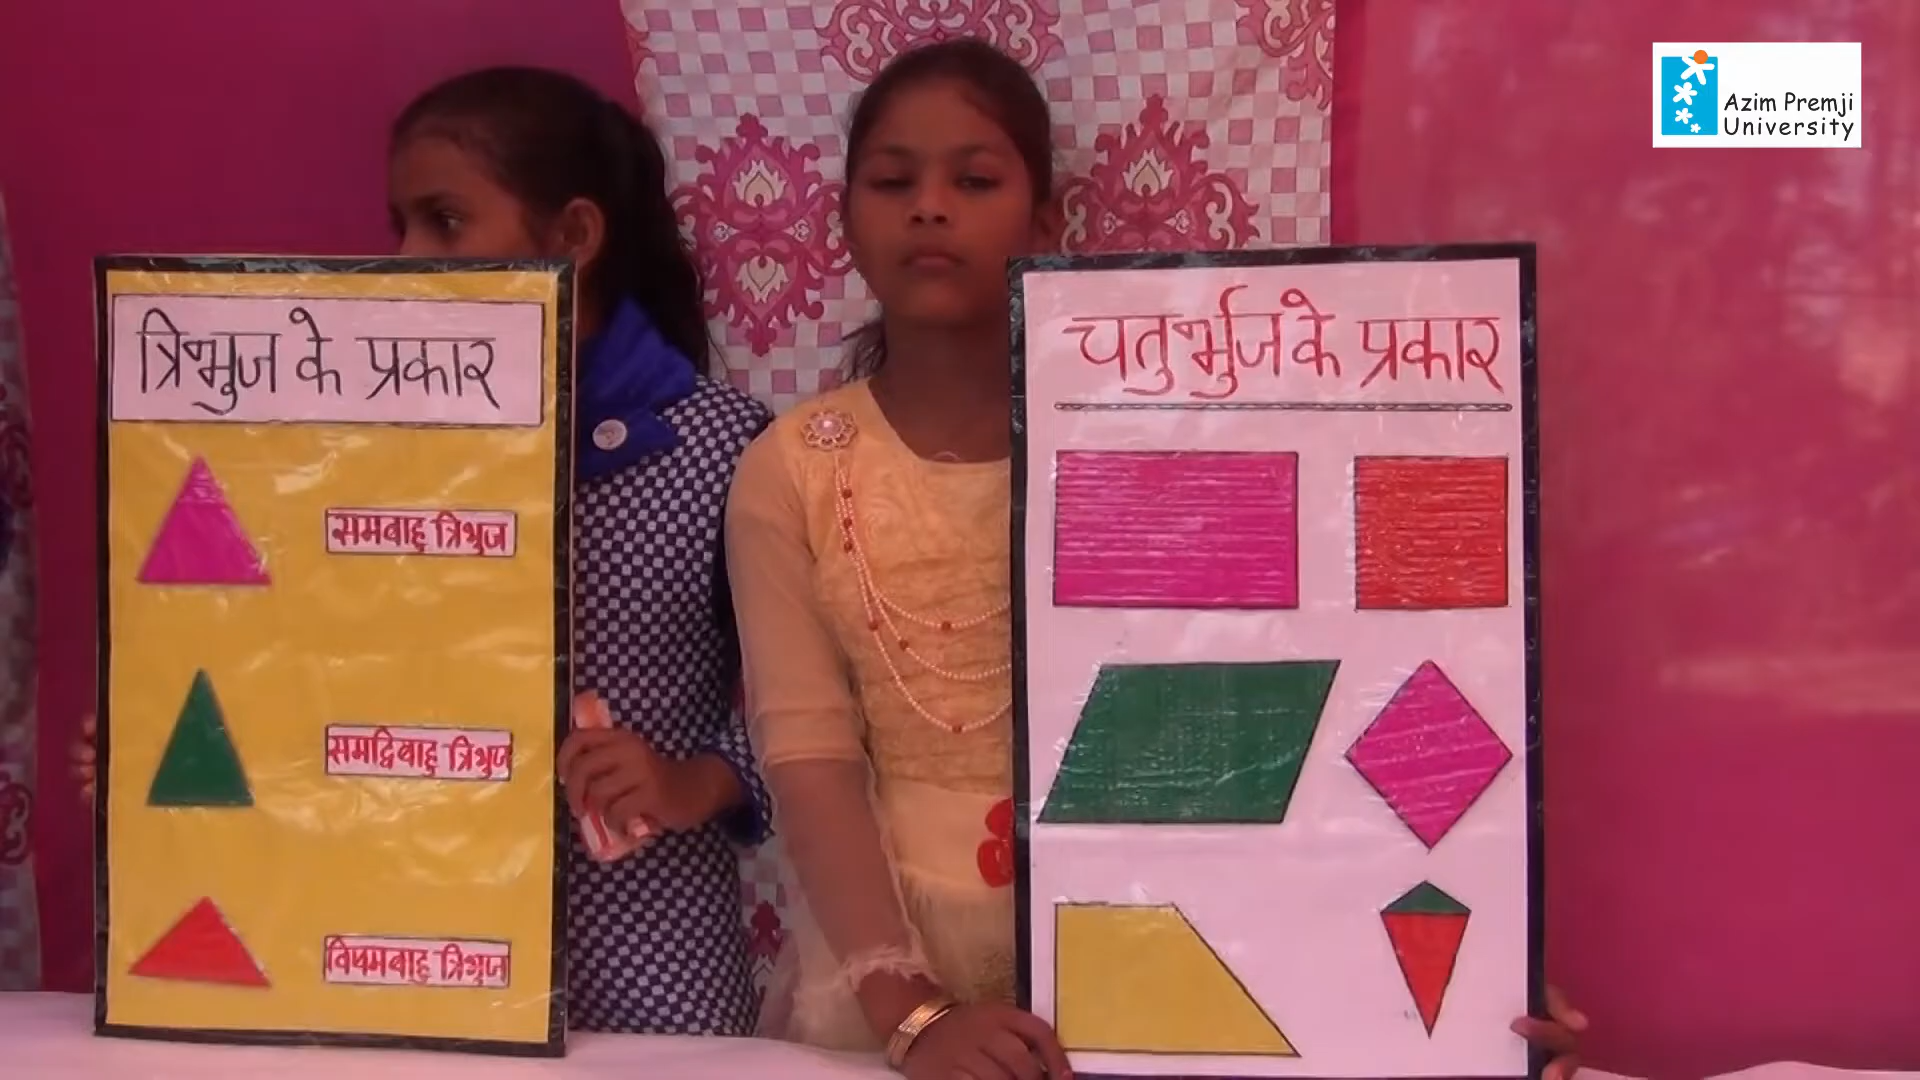 त्रिभुज के प्रकार
समबाहु त्रिभुज
समद्विबाहु त्रिभुज
विषमबाहु त्रिभुज
चतुर्भुज के प्रकार
Azim Premji
University